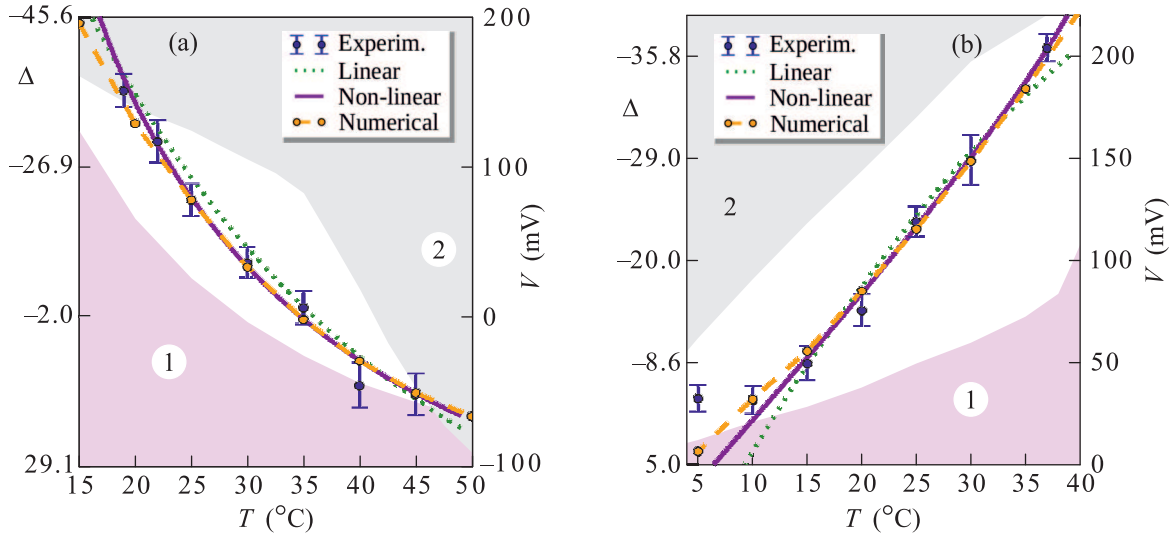 −45.6
Δ
−26.9
−2.0
29.1
(a)
Experim.
Linear
Non-linear
Numerical
1
2
200
100
0
−100
V (mV)
15 20 25 30 35 40 45 50
T (°C)
−35.8
Δ
−29.0
−20.0
−8.6
5.0
(b)
Experim.
Linear
Non-linear
Numerical
2
1
200
150
100
50
0
V (mV)
5 10 15 20 25 30 35 40
T (°C)